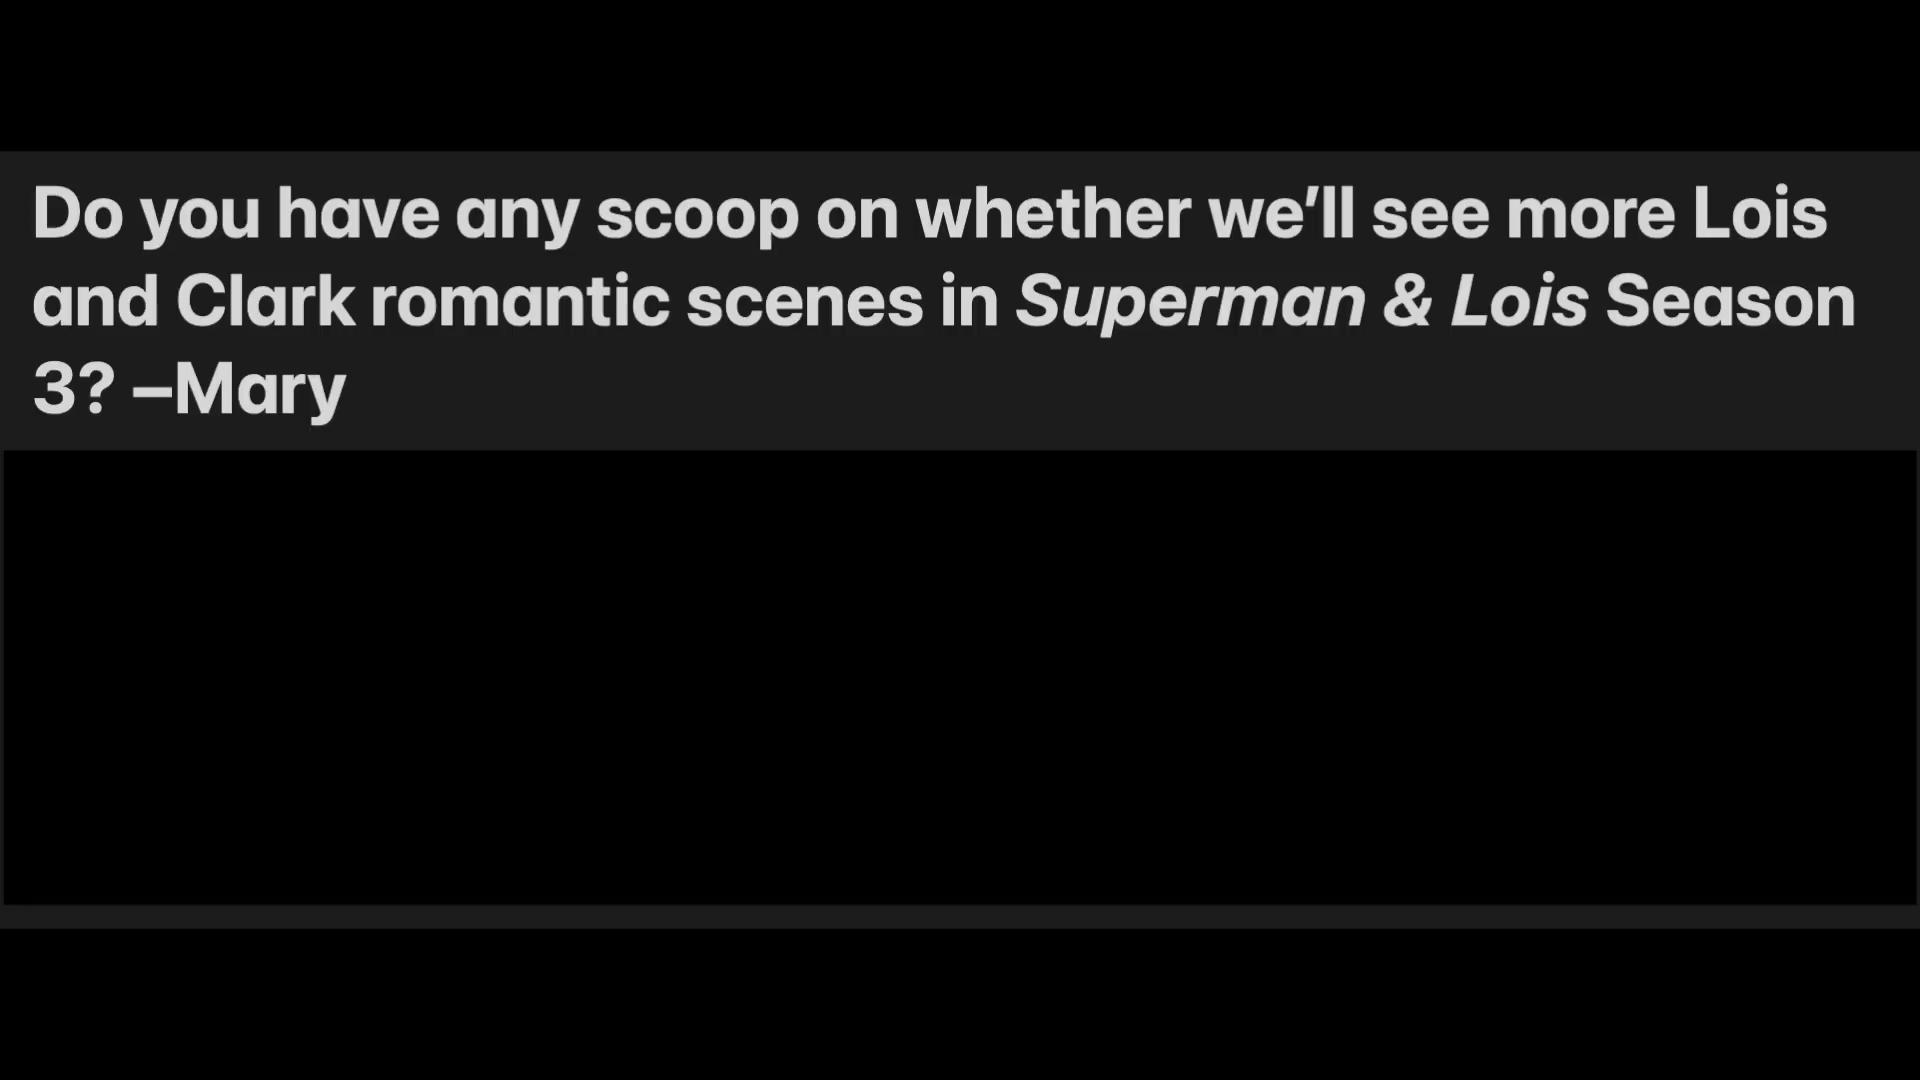 Do you have any scoop on whether we’ll see more Lois
and Clark romantic scenes in Superman & Lois Season
3? –Mary